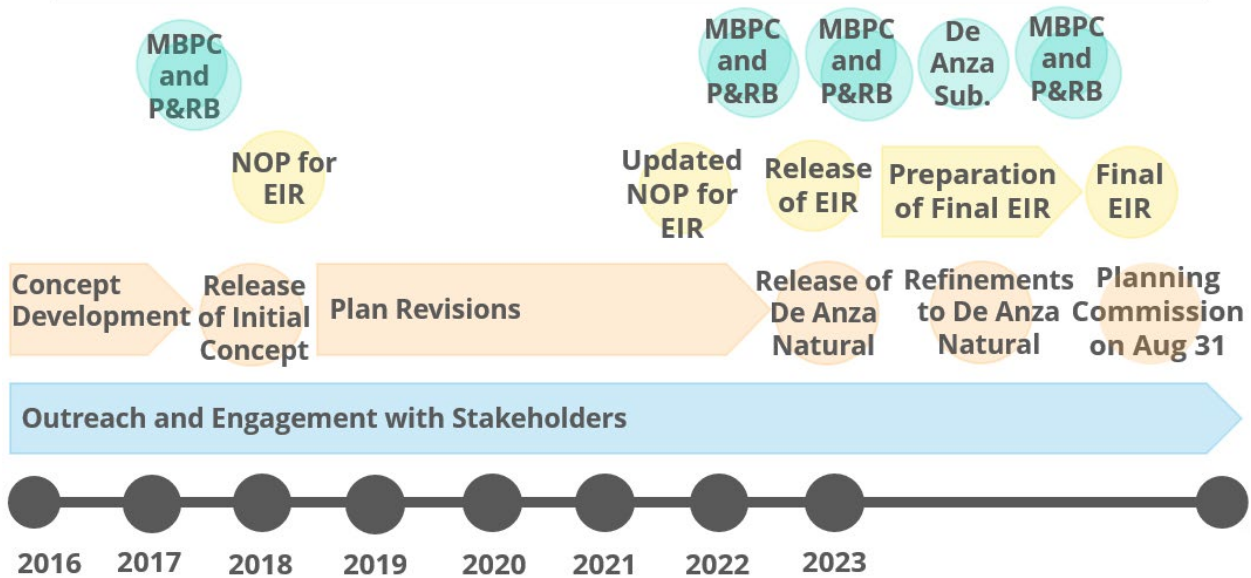 MBPC
and
P&RB
MBPC
and
P&RB
MBPC
and
P&RB
De
Anza
Sub.
MBPC
and
P&RB
NOP for
EIR
Updated
NOP for
EIR
Release
of EIR
Preparation
of Final EIR
Final
EIR
Concept
Development
Release
of Initial
Concept
Plan Revisions
Release of
De Anza
Natural
Refinements
to De Anza
Natural
Planning
Commission
on Aug 31
Outreach and Engagement with Stakeholders
2016 2017 2018 2019 2020 2021 2022 2023